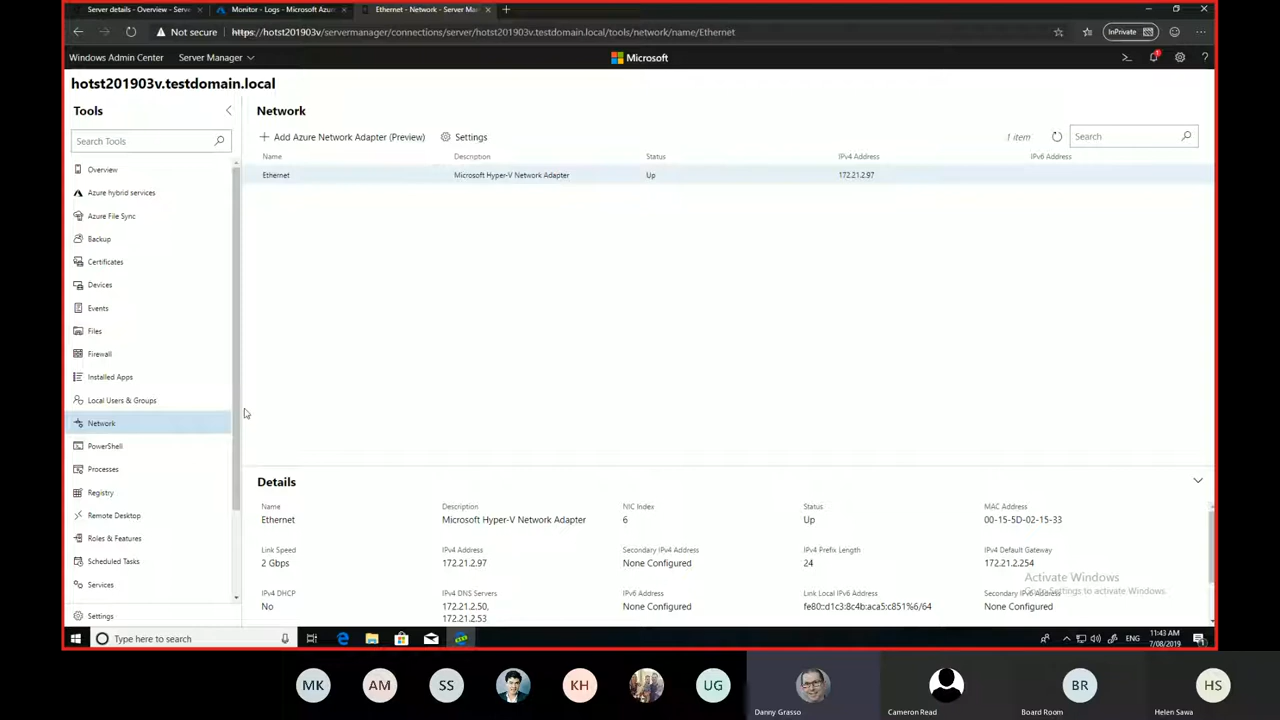 Server details - Overview - Serve
Monitor - Logs - Microsoft Azur
Ethernet - Network - Server Ma
Not secure https://hotst201903v/servermanager/connections/server/hotst201903v.testdomain.local/tools/network/name/Ethernet
InPrivate
Windows Admin Center Server Manager Microsoft
hotst201903v.testdomain.local
Tools
Search Tools
Overview
Azure hybrid services
Azure File Sync
Backup
Certificates
Devices
Events
Files
Firewall
Installed Apps
Local Users & Groups
Network
PowerShell
Processes
Registry
Remote Desktop
Roles & Features
Scheduled Tasks
Services
Settings
Network
+ Add Azure Network Adapter (Preview) Settings 1 item Search
Name Description Status IPv4 Address IPv6 Address
Ethernet Microsoft Hyper-V Network Adapter Up 172.21.2.97
Details
Name Description NIC Index Status MAC Address
Ethernet Microsoft Hyper-V Network Adapter 6 Up 00-15-5D-02-15-33
Link Speed IPv4 Address Secondary IPv4 Address IPv4 Prefix Length IPv4 Default Gateway
2 Gbps 172.21.2.97 None Configured 24 172.21.2.254
IPv4 DHCP IPv4 DNS Servers IPv6 Address Link Local IPv6 Address Secondary IPv6 Address
No 172.21.2.50, None Configured fe80::d1c3:8c4b:aca5:c851%6/64 None Configured
172.21.2.53
Activate Windows
Go to Settings to activate Windows.
Type here to search
ENG
11:43 AM
7/08/2019
MK AM SS KH UG BR HS
Danny Grasso Cameron Read Board Room Helen Sawa